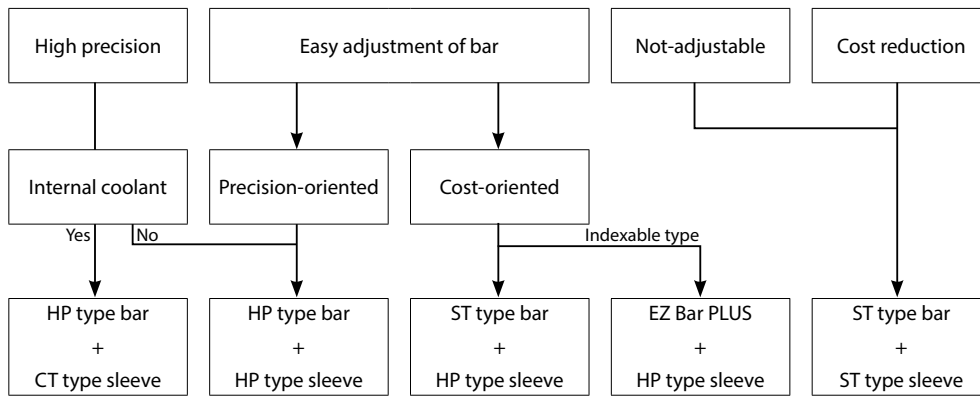 High precision
Easy adjustment of bar
Not-adjustable
Cost reduction
Internal coolant
Precision-oriented
Cost-oriented
Yes
No
Indexable type
HP type bar
+
CT type sleeve
HP type bar
+
HP type sleeve
ST type bar
+
HP type sleeve
EZ Bar PLUS
+
HP type sleeve
ST type bar
+
ST type sleeve